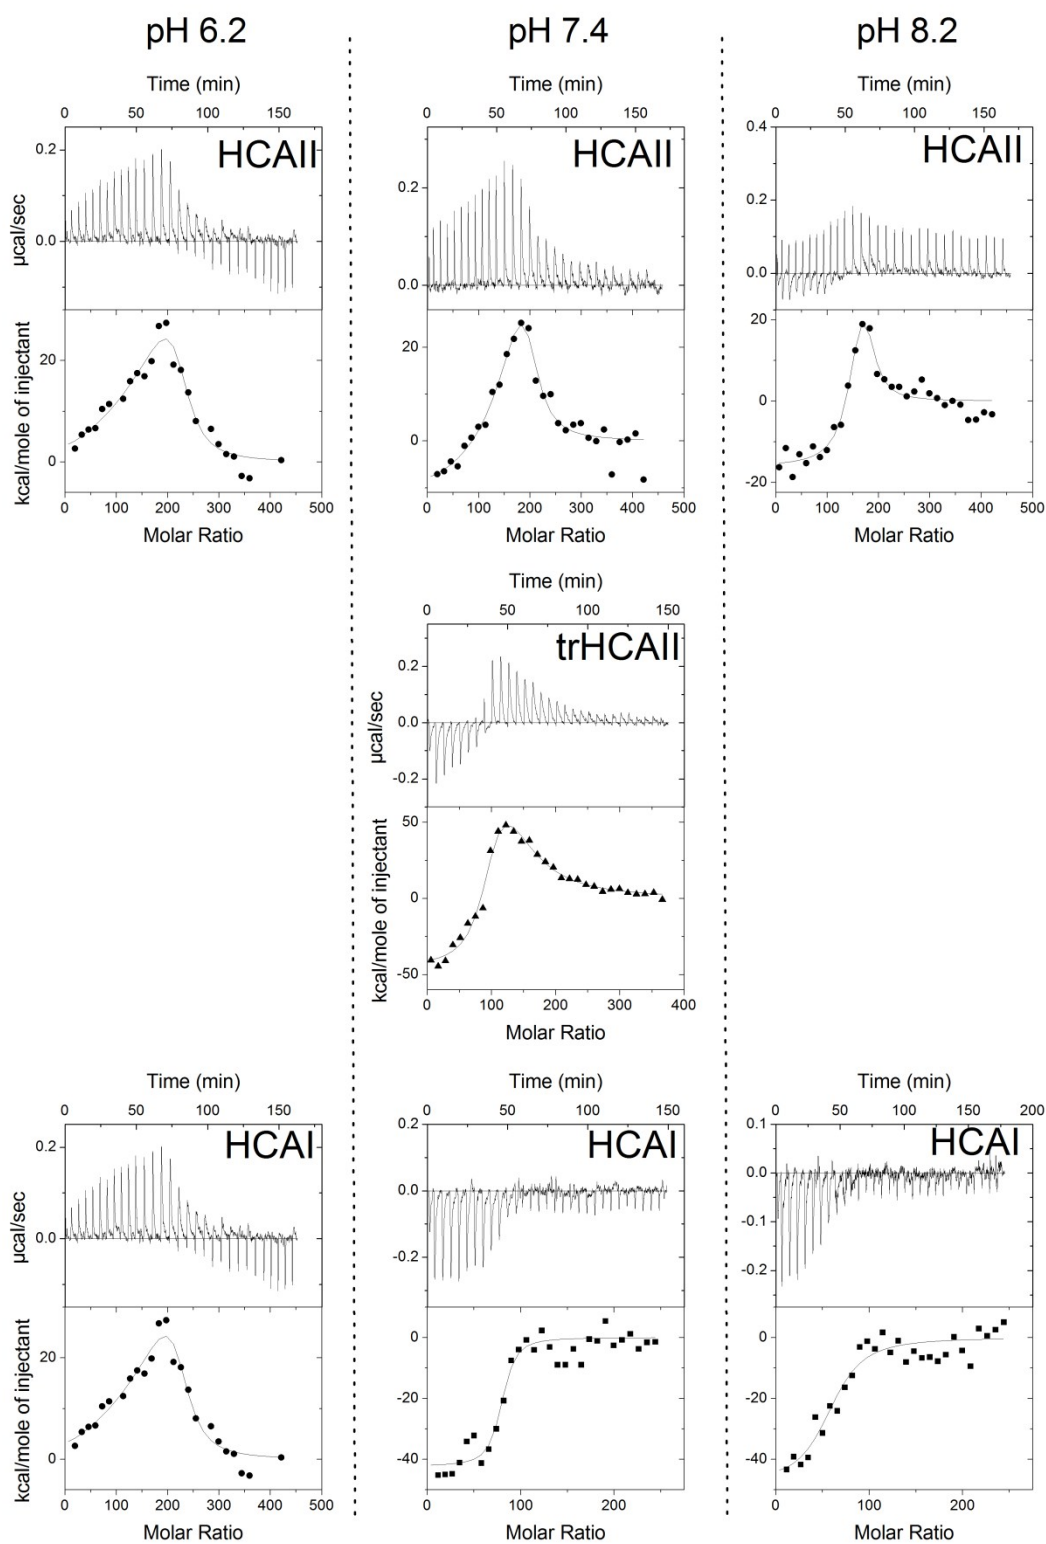 pH 6.2
pH 7.4
pH 8.2
Time (min)
0 50 100 150
HCAII
0.2
0.0
µcal/sec
20
0
kcal/mole of injectant
0 100 200 300 400 500
Molar Ratio
Time (min)
0 50 100 150
HCAII
0.2
0.0
20
0
0 100 200 300 400 500
Molar Ratio
Time (min)
0 50 100 150
HCAII
0.4
0.2
0.0
20
0
-20
0 100 200 300 400 500
Molar Ratio
Time (min)
0 50 100 150
trHCAII
0.2
0.0
-0.2
µcal/sec
50
0
-50
kcal/mole of injectant
0 100 200 300 400
Molar Ratio
Time (min)
0 50 100 150
HCAI
0.2
0.0
µcal/sec
20
0
kcal/mole of injectant
0 100 200 300 400 500
Molar Ratio
Time (min)
0 50 100 150
HCAI
0.0
-0.2
0
-20
-40
0 100 200
Molar Ratio
Time (min)
0 50 100 150 200
HCAI
0.1
0.0
-0.1
-0.2
0
-20
-40
0 100 200
Molar Ratio